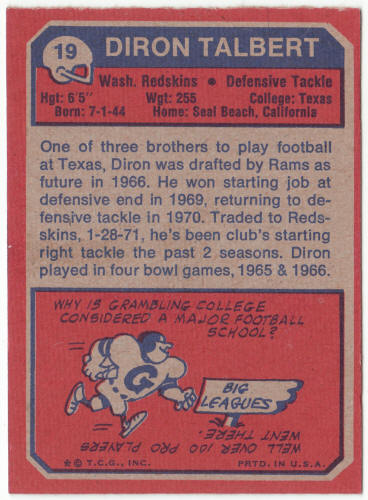 19
DIRON TALBERT
Wash. Redskins • Defensive Tackle
Hgt: 6'5" Wgt: 255 College: Texas
Born: 7-1-44 Home: Seal Beach, California
One of three brothers to play football
at Texas, Diron was drafted by Rams as
future in 1966. He won starting job at
defensive end in 1969, returning to de-
fensive tackle in 1970. Traded to Reds-
skins, 1-28-71, he's been club's starting
right tackle the past 2 seasons. Diron
played in four bowl games, 1965 & 1966.
WHY IS GRAMBLING COLLEGE
CONSIDERED A MAJOR FOOTBALL
SCHOOL?
G
BIG
LEAGUES
WELL OVER 100 PRO PLAYERS
WENT THERE.
* © T.C.G., INC. PRTD. IN U.S.A.